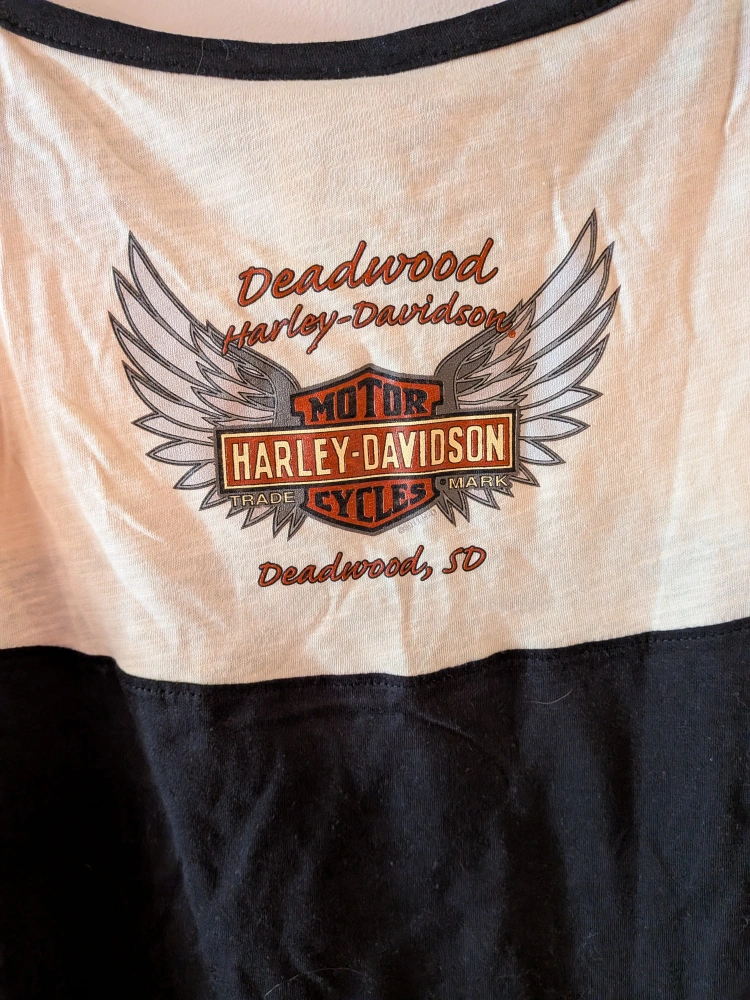 Deadwood
Harley-Davidson®
MOTOR
HARLEY-DAVIDSON
TRADE MARK
CYCLES
Deadwood, SD